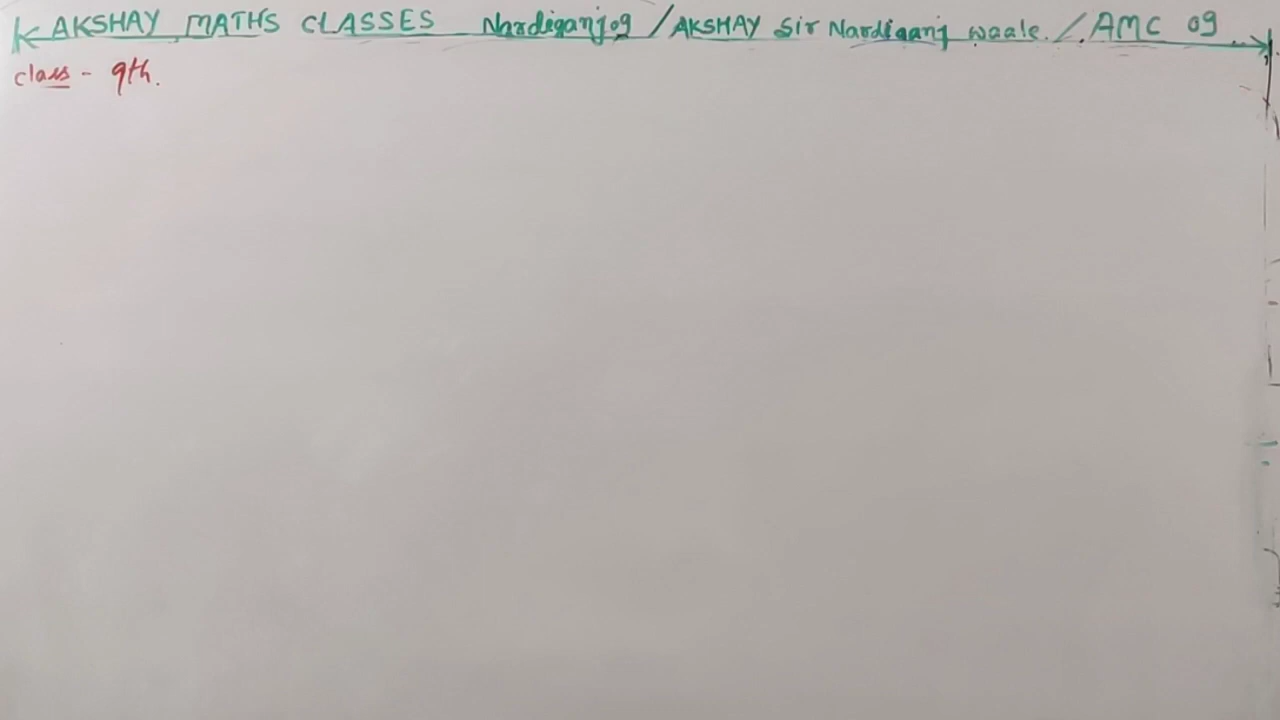 AKSHAY MATHS CLASSES Nardiganj09 / AKSHAY Sir Nardiganj waale. / AMC 09
class - 9th.